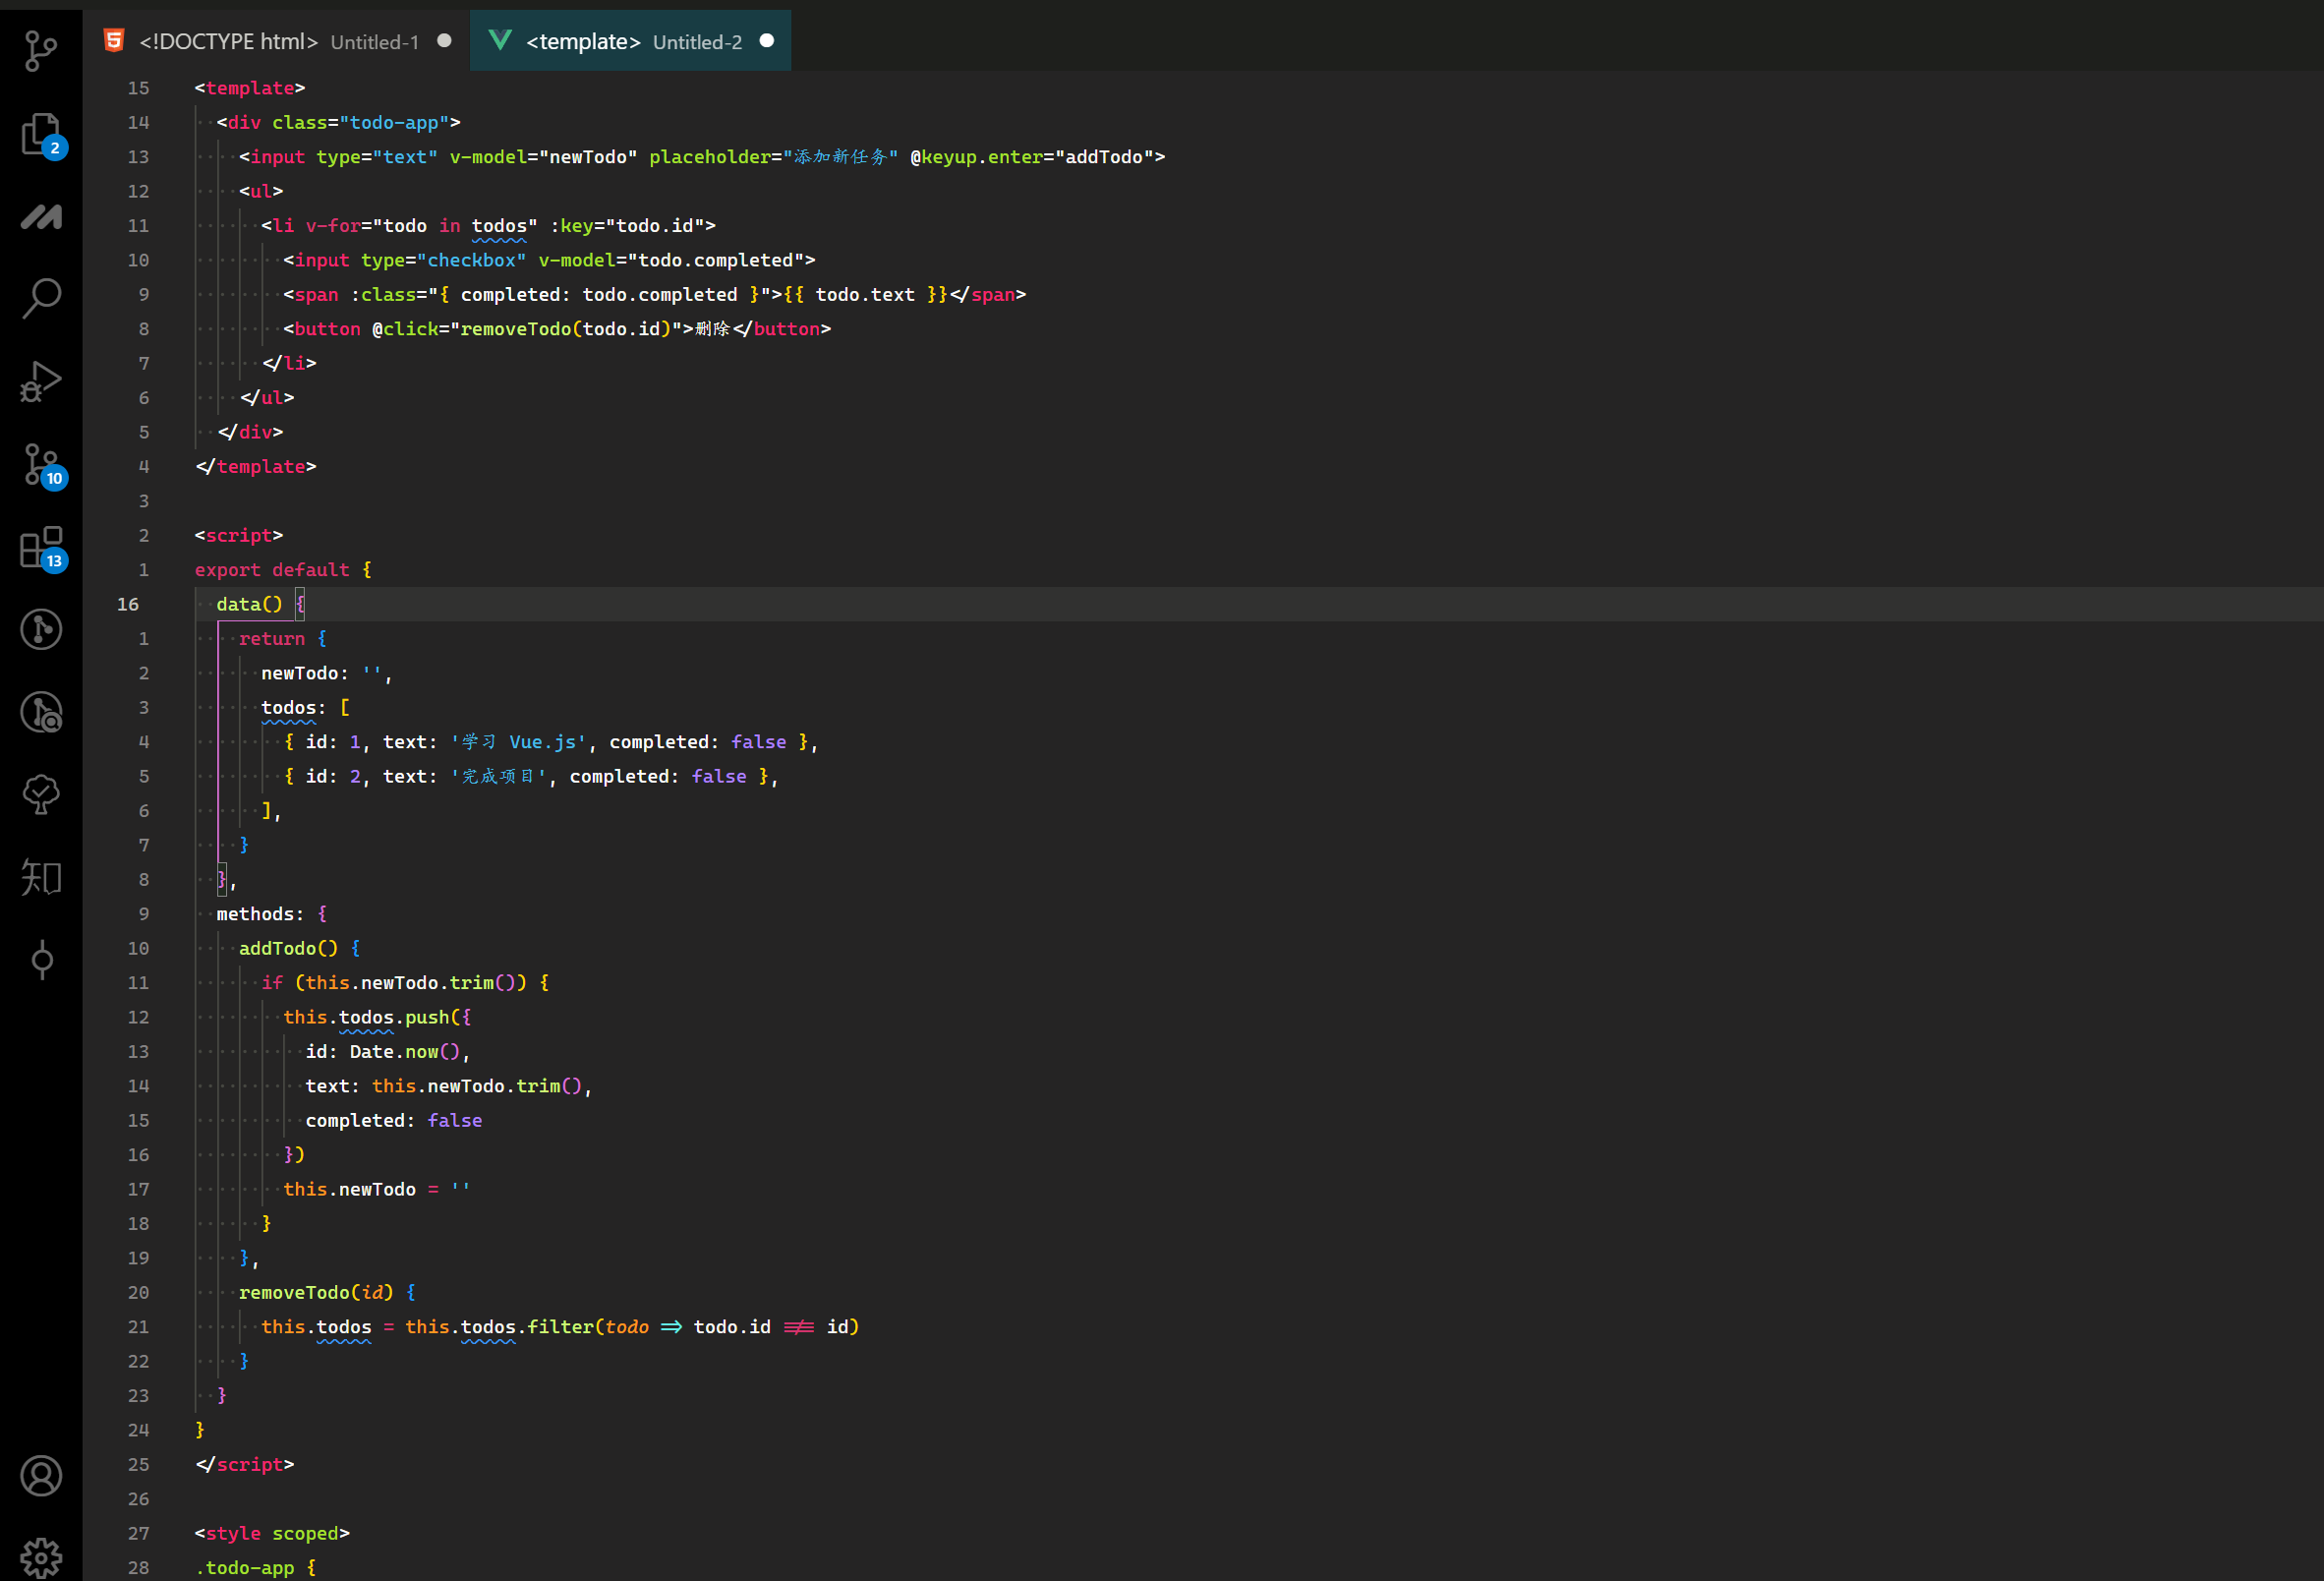 <!DOCTYPE html> Untitled-1 ● <template> Untitled-2 ●
15 <template>
14 <div class="todo-app">
13 <input type="text" v-model="newTodo" placeholder="添加新任务" @keyup.enter="addTodo">
12 <ul>
11 <li v-for="todo in todos" :key="todo.id">
10 <input type="checkbox" v-model="todo.completed">
9 <span :class="{ completed: todo.completed }">{{ todo.text }}</span>
8 <button @click="removeTodo(todo.id)">删除</button>
7 </li>
6 </ul>
5 </div>
4 </template>
3
2 <script>
1 export default {
16 data() {
1 return {
2 newTodo: '',
3 todos: [
4 { id: 1, text: '学习 Vue.js', completed: false },
5 { id: 2, text: '完成项目', completed: false },
6 ],
7 }
8 },
9 methods: {
10 addTodo() {
11 if (this.newTodo.trim()) {
12 this.todos.push({
13 id: Date.now(),
14 text: this.newTodo.trim(),
15 completed: false
16 })
17 this.newTodo = ''
18 }
19 },
20 removeTodo(id) {
21 this.todos = this.todos.filter(todo => todo.id !== id)
22 }
23 }
24 }
25 </script>
26
27 <style scoped>
28 .todo-app {
2
10
13
知